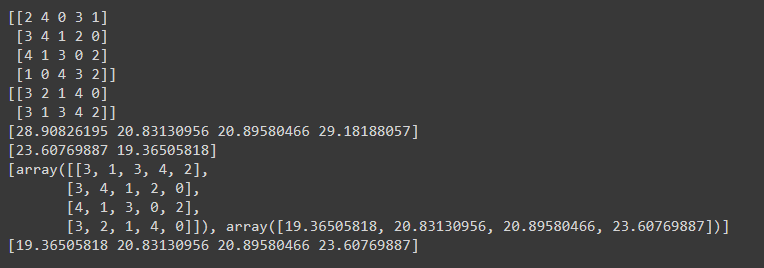 [[2 4 0 3 1]
 [3 4 1 2 0]
 [4 1 3 0 2]
 [1 0 4 3 2]]
[[3 2 1 4 0]
 [3 1 3 4 2]]
[28.90826195 20.83130956 20.89580466 29.18188057]
[23.60769887 19.36505818]
[array([[3, 1, 3, 4, 2],
       [3, 4, 1, 2, 0],
       [4, 1, 3, 0, 2],
       [3, 2, 1, 4, 0]]), array([19.36505818, 20.83130956, 20.89580466, 23.60769887])]
[19.36505818 20.83130956 20.89580466 23.60769887]